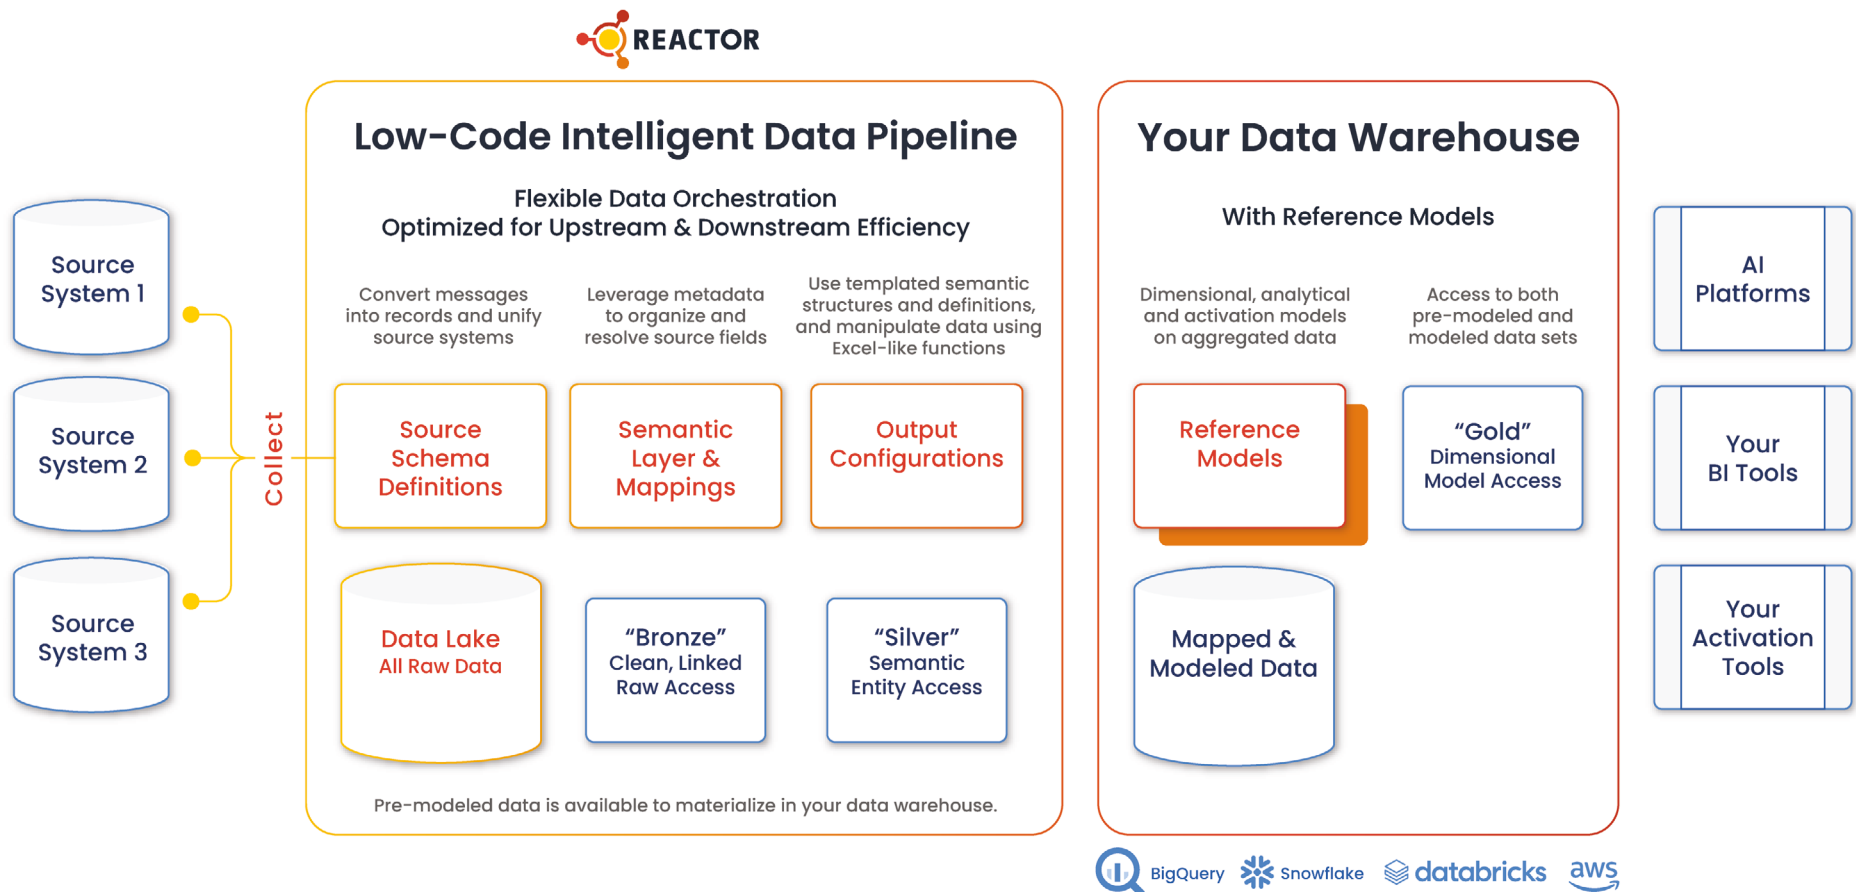 REACTOR
Low-Code Intelligent Data Pipeline
Flexible Data Orchestration
Optimized for Upstream & Downstream Efficiency
Convert messages
into records and unify
source systems
Leverage metadata
to organize and
resolve source fields
Use templated semantic
structures and definitions,
and manipulate data using
Excel-like functions
Source
System 1
Source
System 2
Source
System 3
Collect
Source
Schema
Definitions
Semantic
Layer &
Mappings
Output
Configurations
Data Lake
All Raw Data
“Bronze”
Clean, Linked
Raw Access
“Silver”
Semantic
Entity Access
Pre-modeled data is available to materialize in your data warehouse.
Your Data Warehouse
With Reference Models
Dimensional, analytical
and activation models
on aggregated data
Access to both
pre-modeled and
modeled data sets
Reference
Models
“Gold”
Dimensional
Model Access
Mapped &
Modeled Data
AI
Platforms
Your
BI Tools
Your
Activation
Tools
BigQuery
Snowflake
databricks
aws